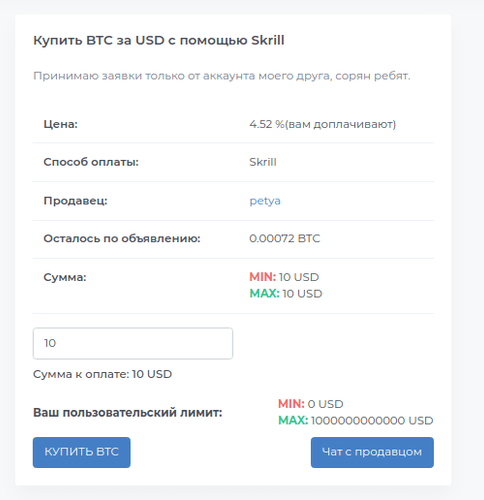 Купить BTC за USD с помощью Skrill
Принимаю заявки только от аккаунта моего друга, сорян ребят.
Цена: 4.52 %(вам доплачивают)
Способ оплаты: Skrill
Продавец: petya
Осталось по объявлению: 0.00072 BTC
Сумма: MIN: 10 USD
MAX: 10 USD
10
Сумма к оплате: 10 USD
Ваш пользовательский лимит: MIN: 0 USD
MAX: 1000000000000 USD
КУПИТЬ BTC Чат с продавцом